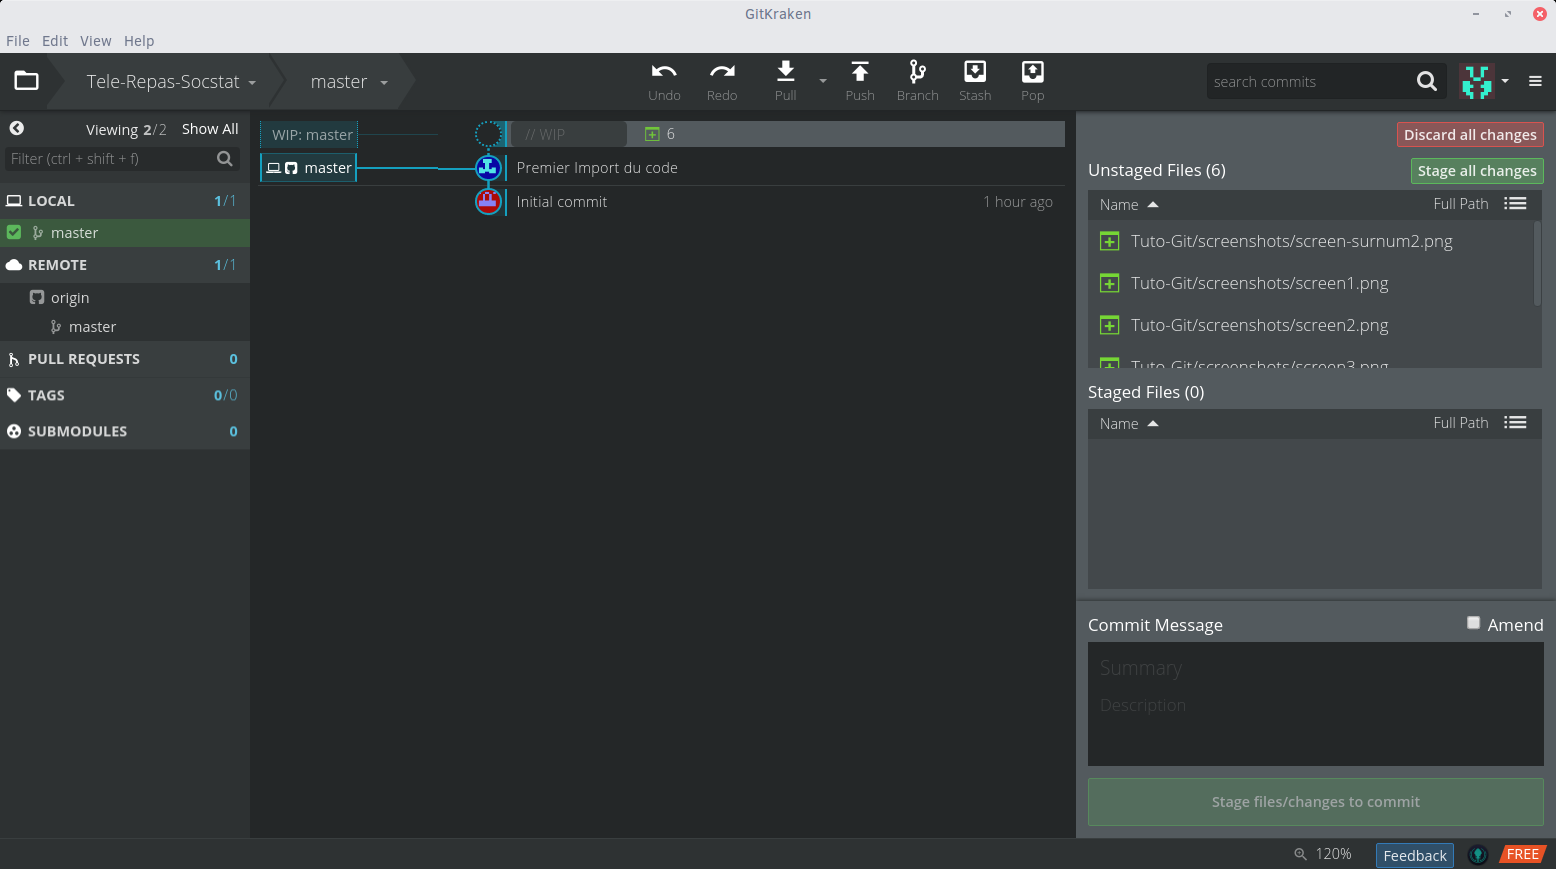 GitKraken
File Edit View Help
Tele-Repas-Socstat master
Undo Redo Pull Push Branch Stash Pop
search commits
Viewing 2/2 Show All
Filter (ctrl + shift + f)
LOCAL 1/1
master
REMOTE 1/1
origin
master
PULL REQUESTS 0
TAGS 0/0
SUBMODULES 0
WIP: master // WIP 6
master Premier Import du code
Initial commit 1 hour ago
Discard all changes
Unstaged Files (6) Stage all changes
Name Full Path
Tuto-Git/screenshots/screen-surnum2.png
Tuto-Git/screenshots/screen1.png
Tuto-Git/screenshots/screen2.png
Tuto-Git/screenshots/screen3.png
Staged Files (0)
Name Full Path
Commit Message Amend
Summary
Description
Stage files/changes to commit
120% Feedback FREE